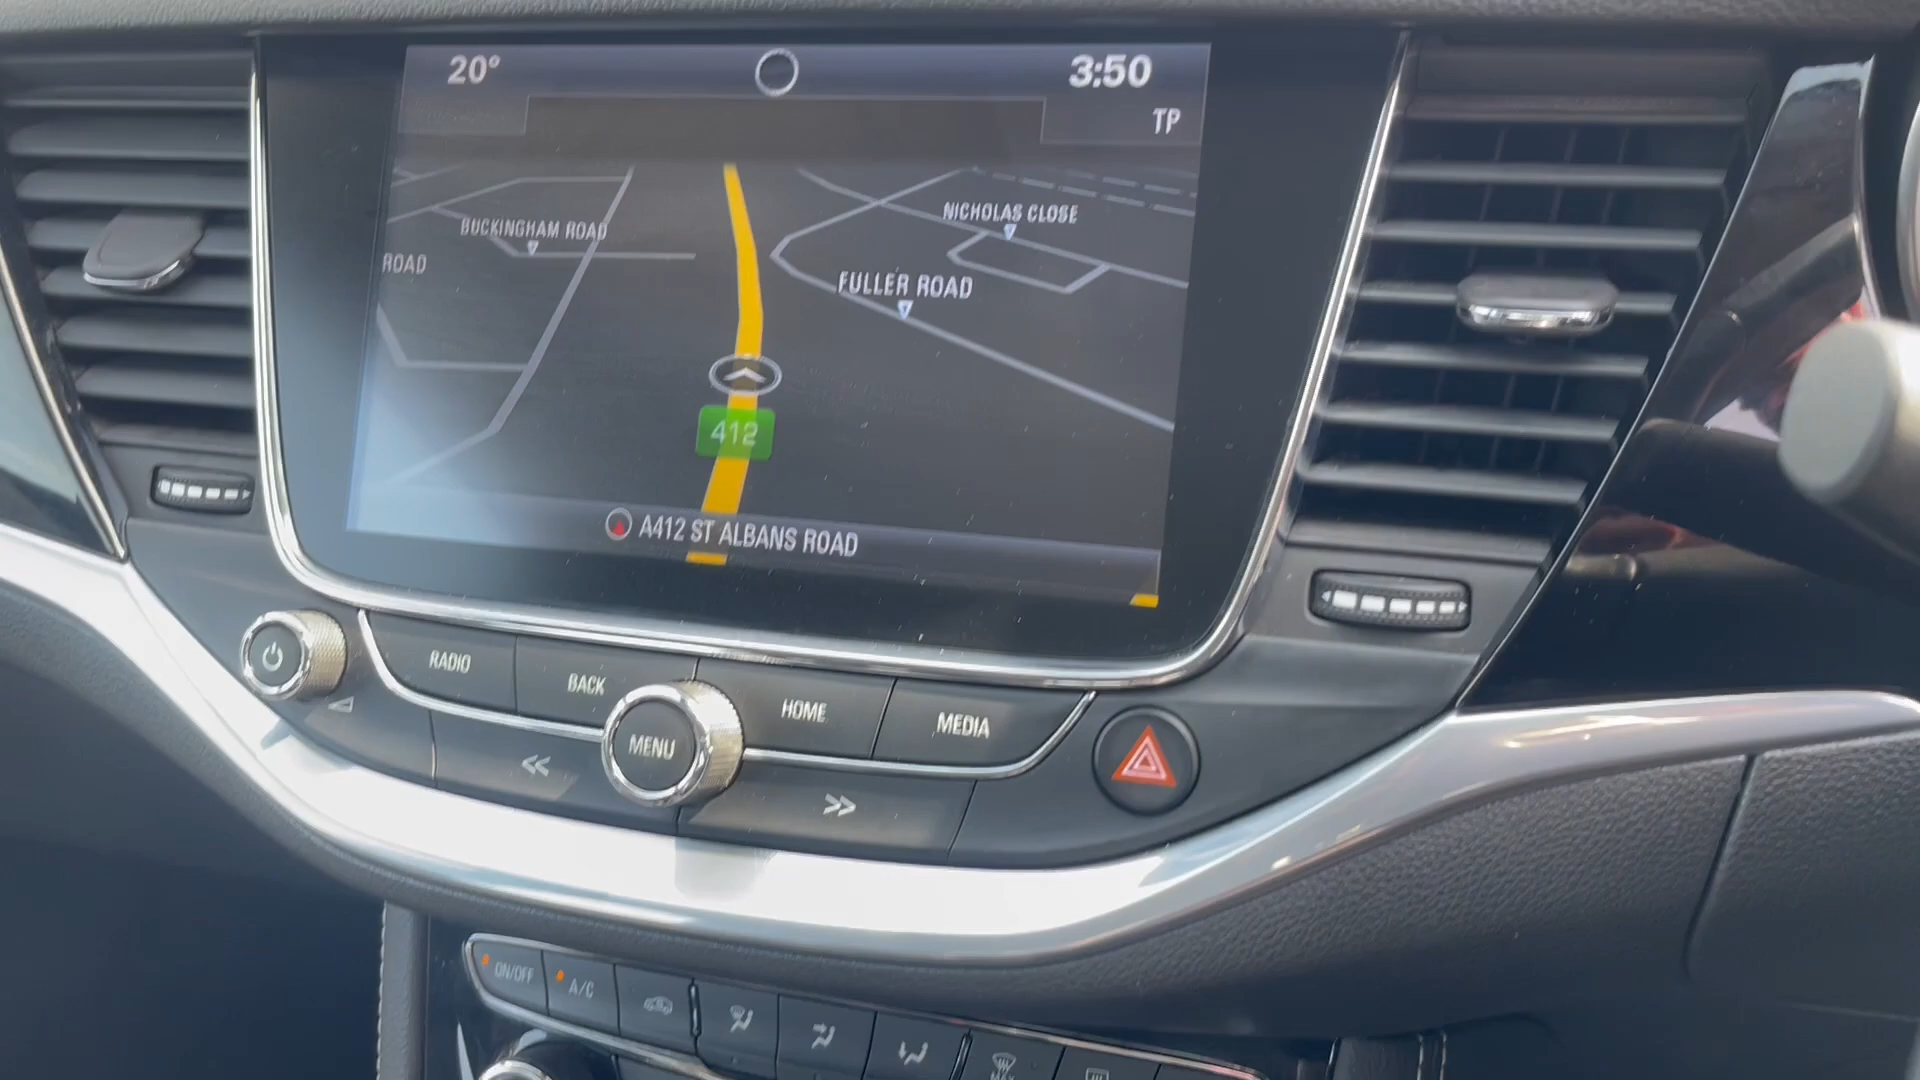 20°
3:50
TP
NICHOLAS CLOSE
BUCKINGHAM ROAD
ROAD
FULLER ROAD
412
A412 ST ALBANS ROAD
RADIO
BACK
HOME
MEDIA
MENU
ON/OFF
A/C
MAX